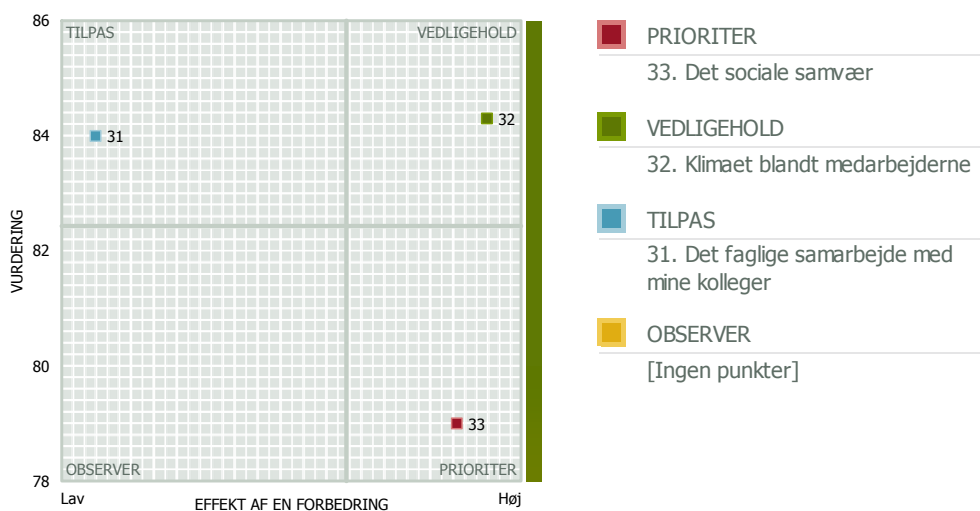 86
84
82
80
78
VURDERING
TILPAS
VEDLIGEHOLD
31
32
33
OBSERVER
PRIORITER
Lav
EFFEKT AF EN FORBEDRING
Høj
PRIORITER
33. Det sociale samvær
VEDLIGEHOLD
32. Klimaet blandt medarbejderne
TILPAS
31. Det faglige samarbejde med
mine kolleger
OBSERVER
[Ingen punkter]